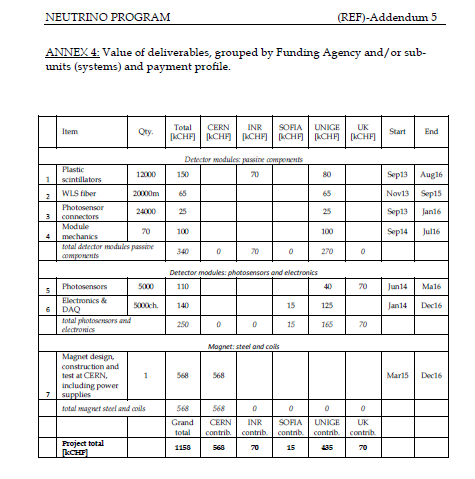 NEUTRINO PROGRAM (REF)-Addendum 5
ANNEX 4: Value of deliverables, grouped by Funding Agency and/or sub-
units (systems) and payment profile.
Item Qty. Total [kCHF] CERN [kCHF] INR [kCHF] SOFIA [kCHF] UNIGE [kCHF] UK [kCHF] Start End
Detector modules: passive components
1 Plastic scintillators 12000 150 70 80 Sep13 Aug16
2 WLS fiber 20000m 65 65 Nov13 Sep15
3 Photosensor connectors 24000 25 25 Sep13 Jan16
4 Module mechanics 70 100 100 Sep14 Jul16
total detector modules passive components 340 0 70 0 270 0
Detector modules: photosensors and electronics
5 Photosensors 5000 110 40 70 Jun14 Ma16
6 Electronics & DAQ 5000ch. 140 15 125 Jan14 Dec16
total photosensors and electronics 250 0 0 15 165 70
Magnet: steel and coils
7 Magnet design, construction and test at CERN, including power supplies 1 568 568 Mar15 Dec16
total magnet steel and coils 568 568 0 0 0 0
Grand total CERN contrib. INR contrib. SOFIA contrib. UNIGE contrib. UK contrib.
Project total [kCHF] 1158 568 70 15 435 70